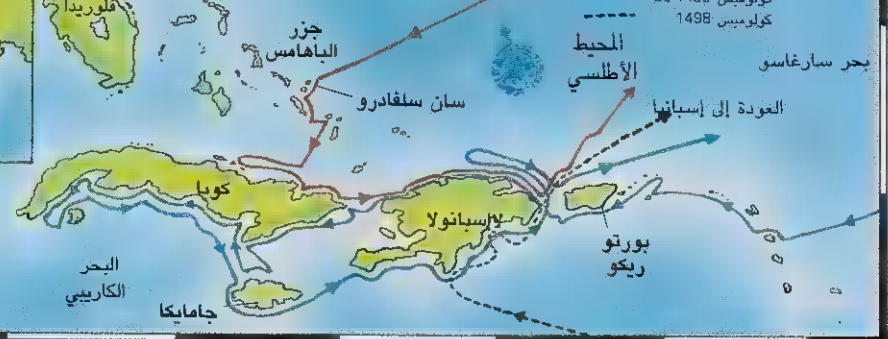 فلوريدا
جزر
الباهامس
كولومبس 1498
المحيط
الأطلسي
بحر سارغاسو
سان سلفادرو
العودة إلى إسبانيا
كوبا
لإسبانولا
بورتو
ريكو
البحر
الكاريبي
جامايكا